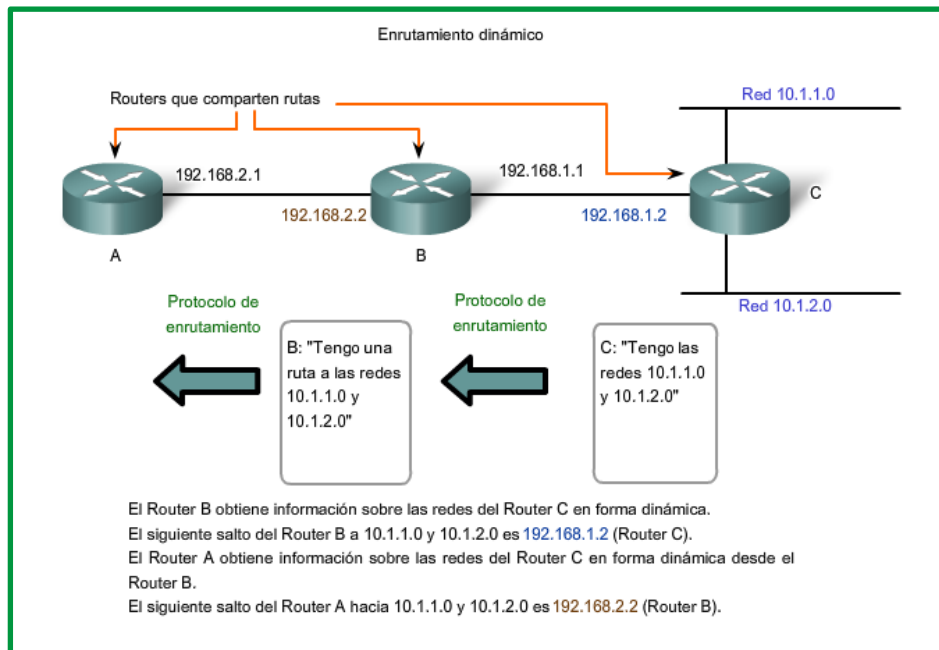 Enrutamiento dinámico
Routers que comparten rutas
Red 10.1.1.0
192.168.2.1
192.168.1.1
192.168.2.2
192.168.1.2
C
A
B
Red 10.1.2.0
Protocolo de
enrutamiento
Protocolo de
enrutamiento
B: "Tengo una
ruta a las redes
10.1.1.0 y
10.1.2.0"
C: "Tengo las
redes 10.1.1.0
y 10.1.2.0"
El Router B obtiene información sobre las redes del Router C en forma dinámica.
El siguiente salto del Router B a 10.1.1.0 y 10.1.2.0 es 192.168.1.2 (Router C).
El Router A obtiene información sobre las redes del Router C en forma dinámica desde el
Router B.
El siguiente salto del Router A hacia 10.1.1.0 y 10.1.2.0 es 192.168.2.2 (Router B).